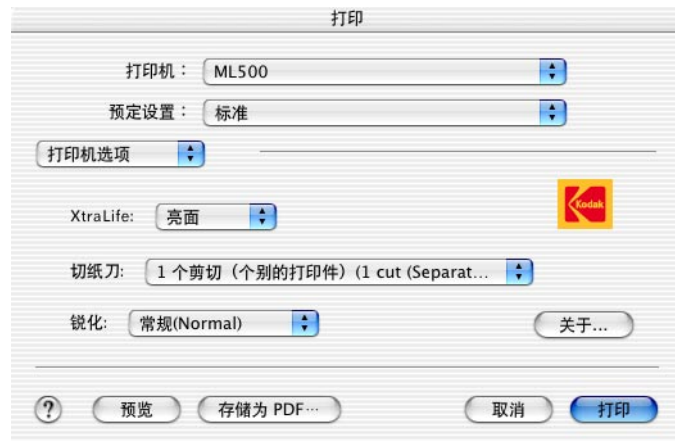 打印
打印机： ML500
预定设置： 标准
打印机选项
Kodak
XtraLife: 亮面
切纸刀: 1 个剪切（个别的打印件）(1 cut (Separat...
锐化: 常规(Normal) 关于...
? 预览 存储为 PDF… 取消 打印